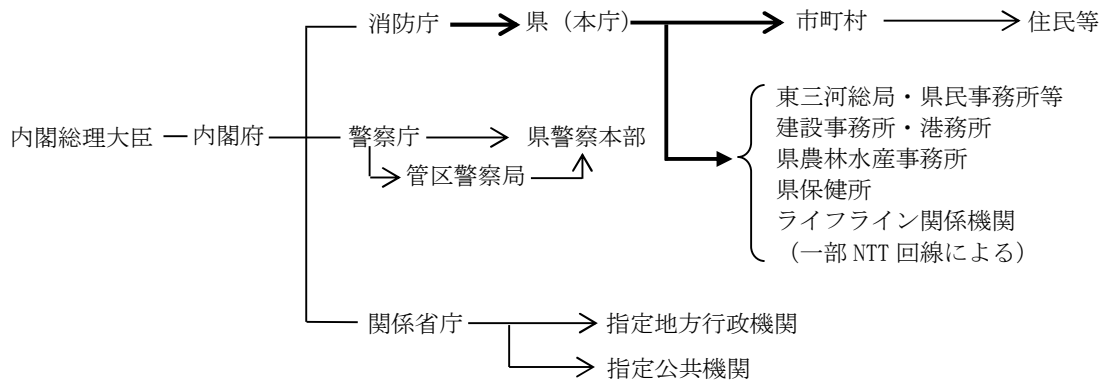 消防庁
県（本庁）
市町村
住民等
内閣総理大臣
内閣府
警察庁
県警察本部
管区警察局
東三河総局・県民事務所等
建設事務所・港務所
県農林水産事務所
県保健所
ライフライン関係機関
（一部 NTT 回線による）
関係省庁
指定地方行政機関
指定公共機関